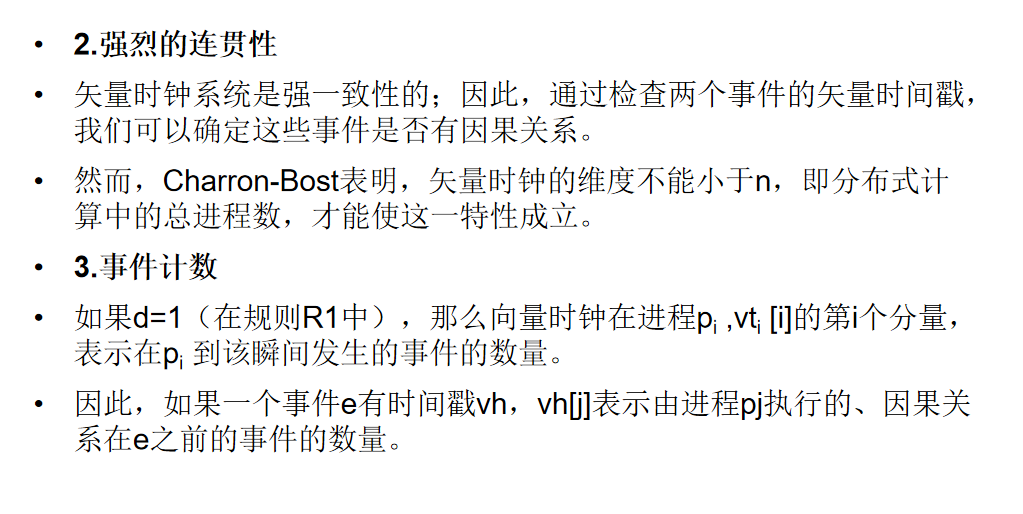 • 2.强烈的连贯性
• 矢量时钟系统是强一致性的；因此，通过检查两个事件的矢量时间戳，
我们可以确定这些事件是否有因果关系。
• 然而，Charron-Bost表明，矢量时钟的维度不能小于n，即分布式计
算中的总进程数，才能使这一特性成立。
• 3.事件计数
• 如果d=1（在规则R1中），那么向量时钟在进程pi ,vti [i]的第i个分量，
表示在pi 到该瞬间发生的事件的数量。
• 因此，如果一个事件e有时间戳vh，vh[j]表示由进程pj执行的、因果关
系在e之前的事件的数量。